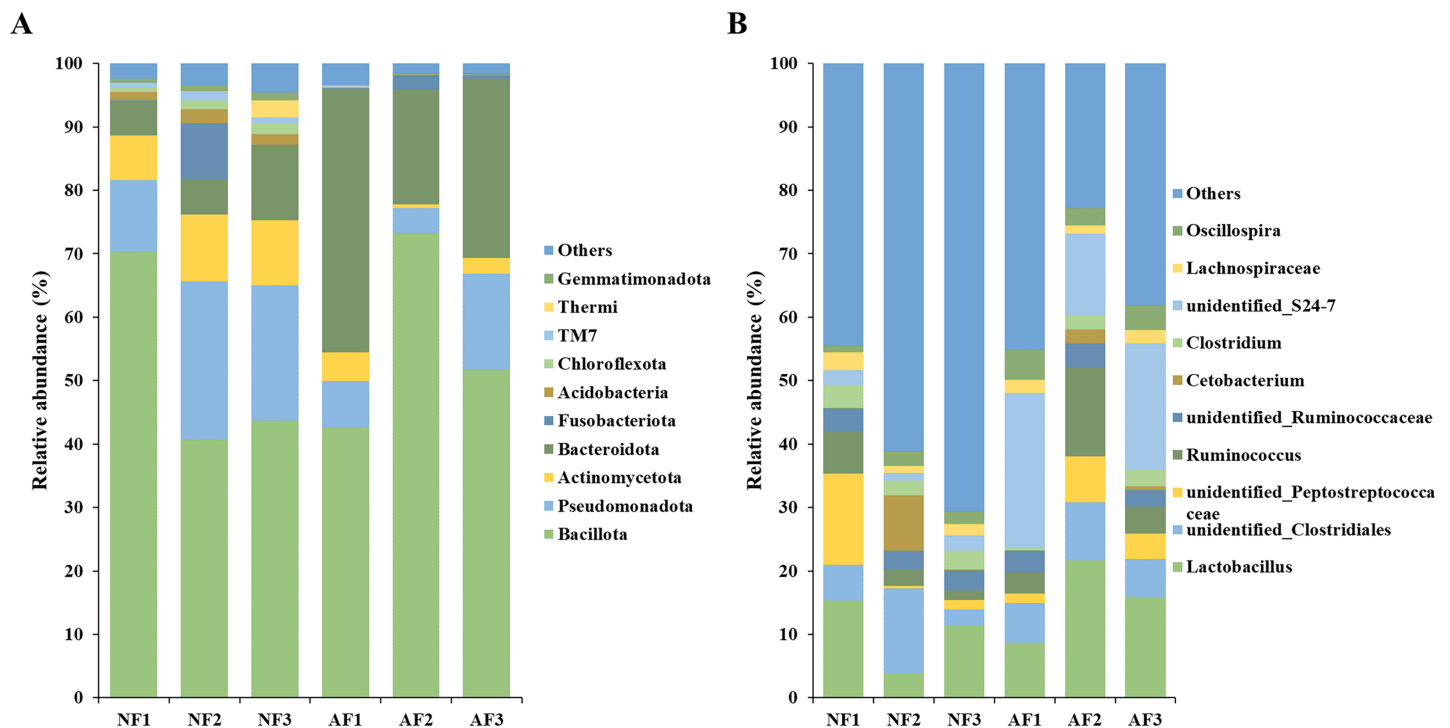 A
Relative abundance (%)
100
90
80
70
60
50
40
30
20
10
0
NF1 NF2 NF3 AF1 AF2 AF3
Others
Gemmatimonadota
Thermi
TM7
Chloroflexota
Acidobacteria
Fusobacteriota
Bacteroidota
Actinomycetota
Pseudomonadota
Bacillota
B
Relative abundance (%)
100
90
80
70
60
50
40
30
20
10
0
NF1 NF2 NF3 AF1 AF2 AF3
Others
Oscillospira
Lachnospiraceae
unidentified_S24-7
Clostridium
Cetobacterium
unidentified_Ruminococcaceae
Ruminococcus
unidentified_Peptostreptococca
ceae
unidentified_Clostridiales
Lactobacillus